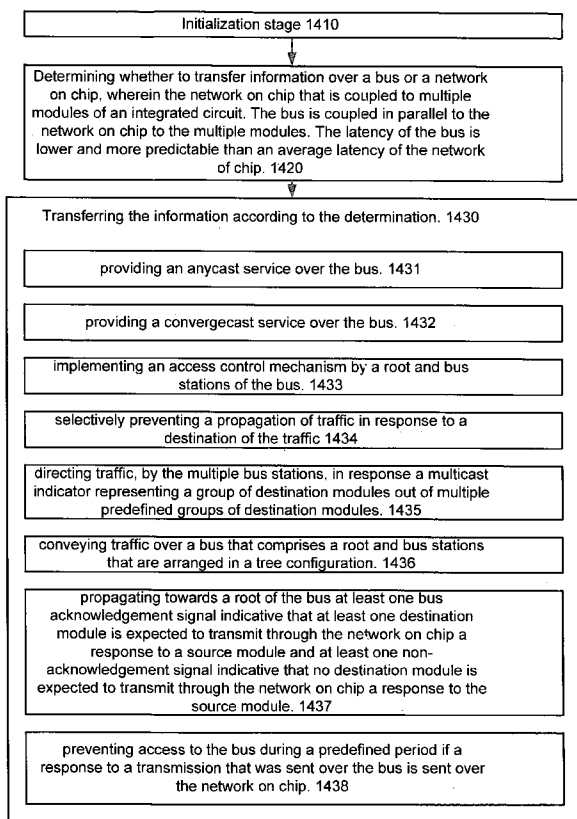 Initialization stage 1410
Determining whether to transfer information over a bus or a network
on chip, wherein the network on chip that is coupled to multiple
modules of an integrated circuit. The bus is coupled in parallel to the
network on chip to the multiple modules. The latency of the bus is
lower and more predictable than an average latency of the network
of chip. 1420
Transferring the information according to the determination. 1430
providing an anycast service over the bus. 1431
providing a convergecast service over the bus. 1432
implementing an access control mechanism by a root and bus
stations of the bus. 1433
selectively preventing a propagation of traffic in response to a
destination of the traffic 1434
directing traffic, by the multiple bus stations, in response a multicast
indicator representing a group of destination modules out of multiple
predefined groups of destination modules. 1435
conveying traffic over a bus that comprises a root and bus stations
that are arranged in a tree configuration. 1436
propagating towards a root of the bus at least one bus
acknowledgement signal indicative that at least one destination
module is expected to transmit through the network on chip a
response to a source module and at least one non-
acknowledgement signal indicative that no destination module is
expected to transmit through the network on chip a response to the
source module. 1437
preventing access to the bus during a predefined period if a
response to a transmission that was sent over the bus is sent over
the network on chip. 1438